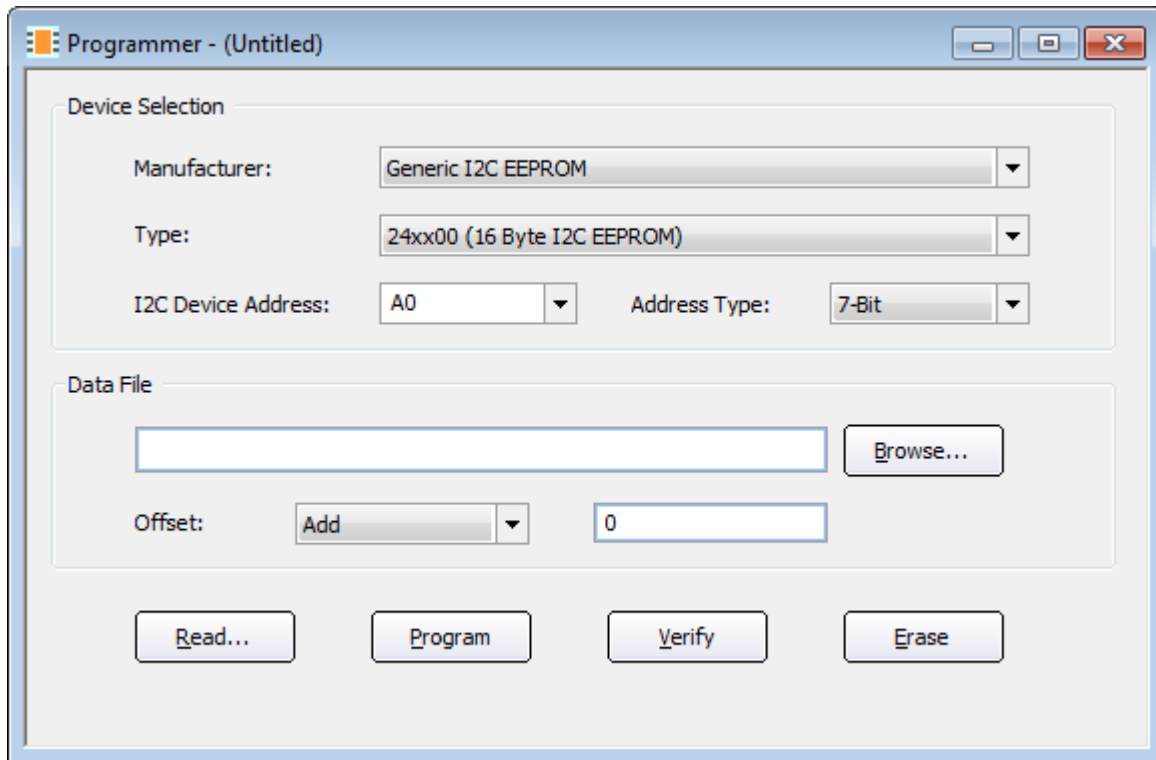 Programmer - (Untitled)
Device Selection
Manufacturer: Generic I2C EEPROM
Type: 24xx00 (16 Byte I2C EEPROM)
I2C Device Address: A0 Address Type: 7-Bit
Data File
Browse...
Offset: Add 0
Read... Program Verify Erase